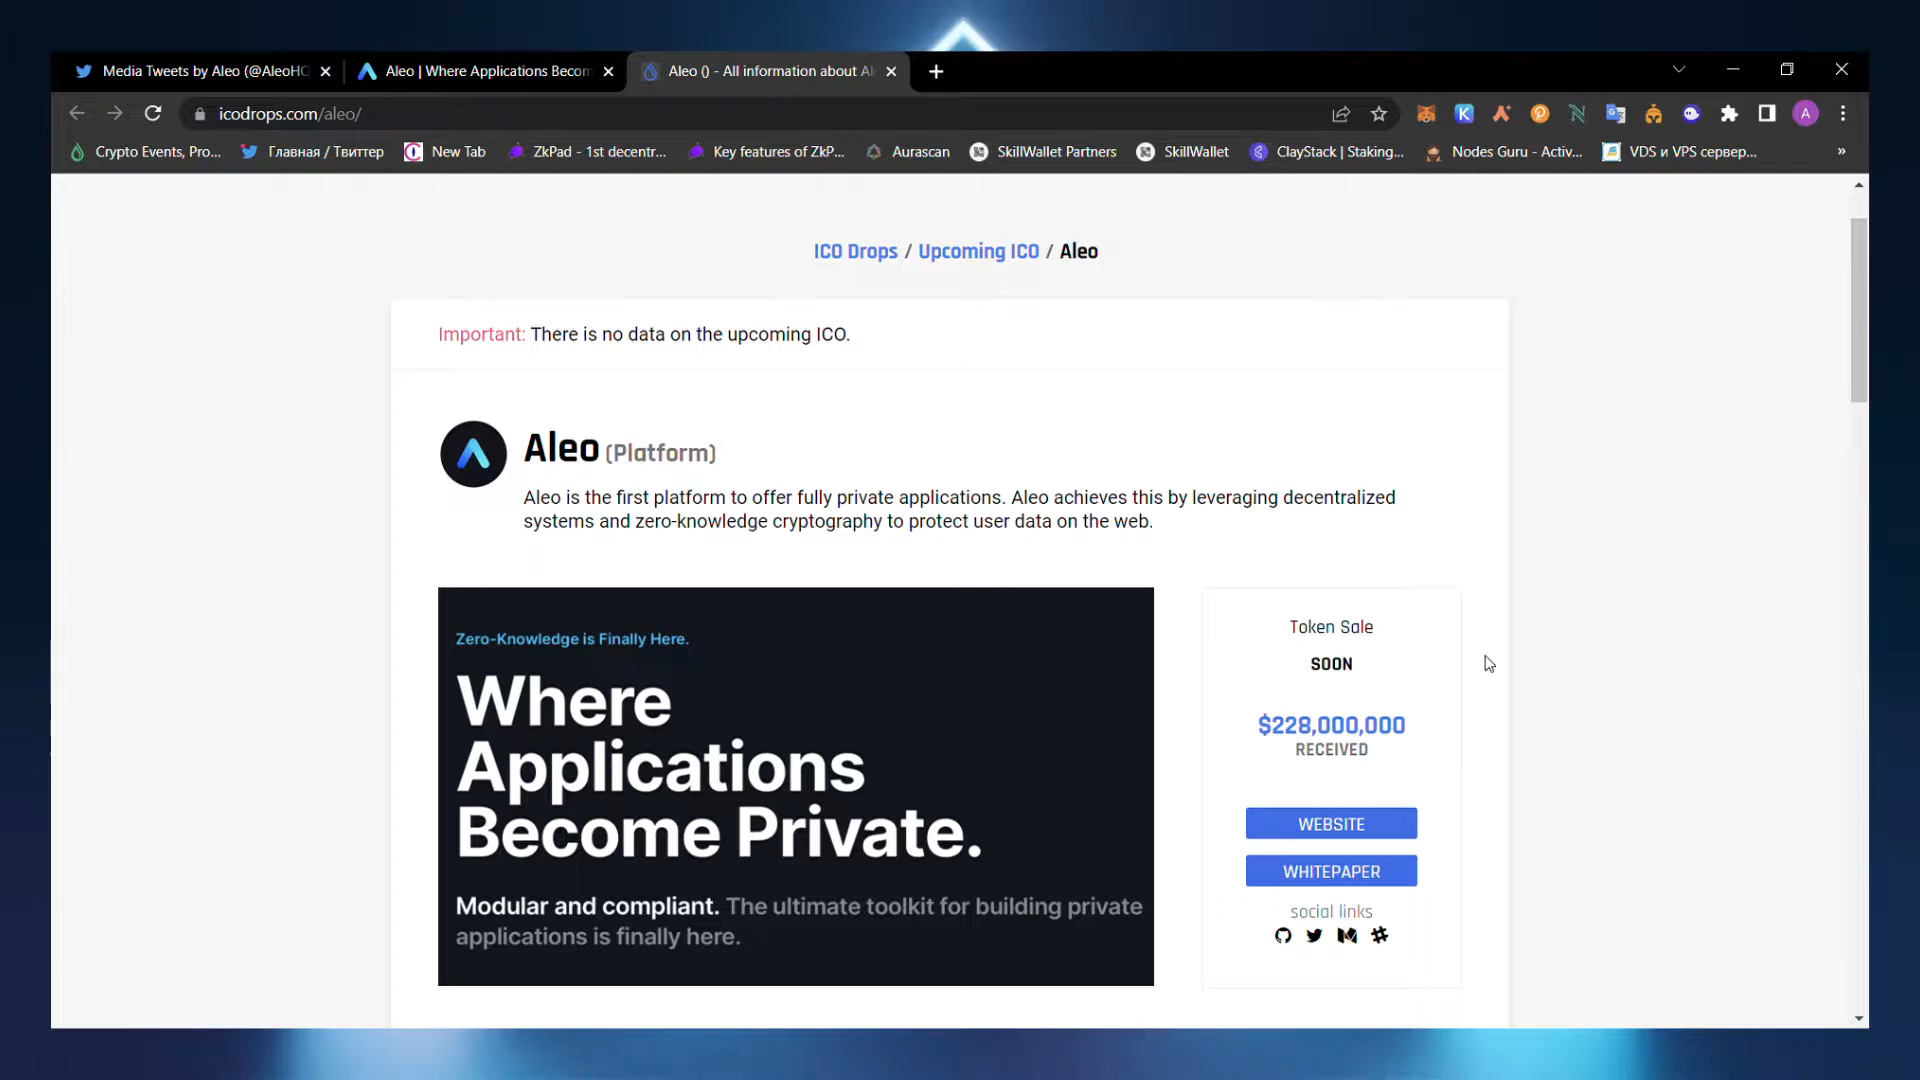 Media Tweets by Aleo (@AleoHQ
Aleo | Where Applications Becom
Aleo () - All information about Al
icodrops.com/aleo/
A
Crypto Events, Pro...
Главная / Твиттер
New Tab
ZkPad - 1st decentr...
Key features of ZkP...
Aurascan
SkillWallet Partners
SkillWallet
ClayStack | Staking...
Nodes Guru - Activ...
VDS и VPS сервер...
»
ICO Drops / Upcoming ICO / Aleo
Important: There is no data on the upcoming ICO.
Aleo (Platform)
Aleo is the first platform to offer fully private applications. Aleo achieves this by leveraging decentralized
systems and zero-knowledge cryptography to protect user data on the web.
Zero-Knowledge is Finally Here.
Where
Applications
Become Private.
Modular and compliant. The ultimate toolkit for building private
applications is finally here.
Token Sale
SOON
$228,000,000
RECEIVED
WEBSITE
WHITEPAPER
social links